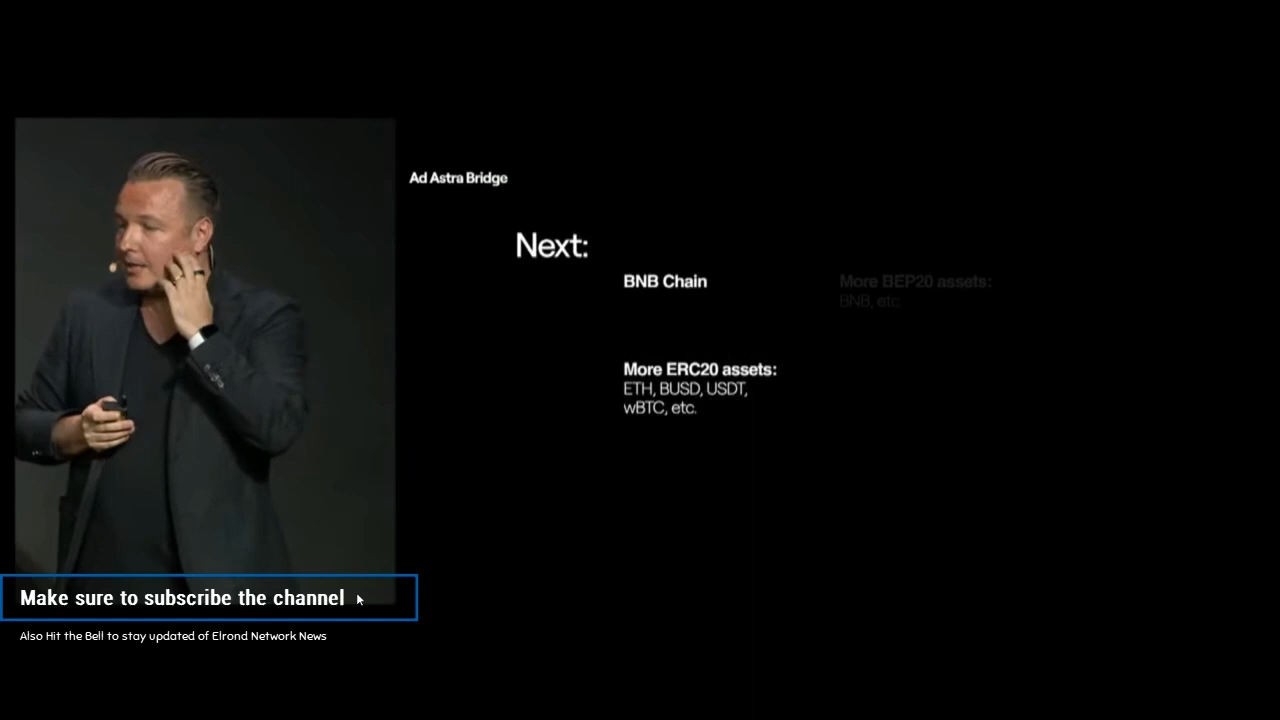 Ad Astra Bridge
Next:
BNB Chain
More BEP20 assets:
BNB, etc.
More ERC20 assets:
ETH, BUSD, USDT,
wBTC, etc.
Make sure to subscribe the channel
Also Hit the Bell to stay updated of Elrond Network News